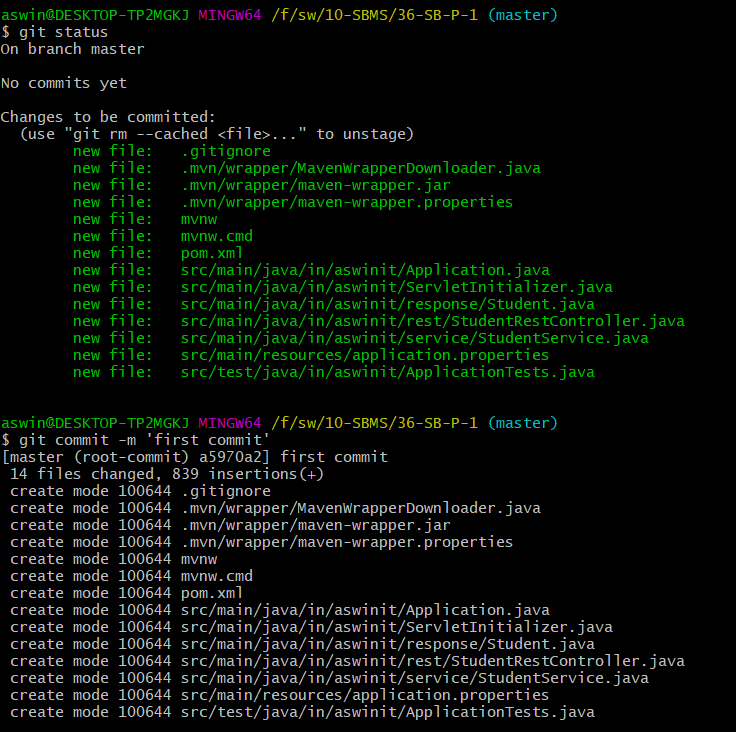 aswin@DESKTOP-TP2MGKJ MINGW64 /f/sw/10-SBMS/36-SB-P-1 (master)
$ git status
On branch master
No commits yet
Changes to be committed:
  (use "git rm --cached <file>..." to unstage)
        new file:   .gitignore
        new file:   .mvn/wrapper/MavenWrapperDownloader.java
        new file:   .mvn/wrapper/maven-wrapper.jar
        new file:   .mvn/wrapper/maven-wrapper.properties
        new file:   mvnw
        new file:   mvnw.cmd
        new file:   pom.xml
        new file:   src/main/java/in/aswinit/Application.java
        new file:   src/main/java/in/aswinit/ServletInitializer.java
        new file:   src/main/java/in/aswinit/response/Student.java
        new file:   src/main/java/in/aswinit/rest/StudentRestController.java
        new file:   src/main/java/in/aswinit/service/StudentService.java
        new file:   src/main/resources/application.properties
        new file:   src/test/java/in/aswinit/ApplicationTests.java
aswin@DESKTOP-TP2MGKJ MINGW64 /f/sw/10-SBMS/36-SB-P-1 (master)
$ git commit -m 'first commit'
[master (root-commit) a5970a2] first commit
 14 files changed, 839 insertions(+)
 create mode 100644 .gitignore
 create mode 100644 .mvn/wrapper/MavenWrapperDownloader.java
 create mode 100644 .mvn/wrapper/maven-wrapper.jar
 create mode 100644 .mvn/wrapper/maven-wrapper.properties
 create mode 100644 mvnw
 create mode 100644 mvnw.cmd
 create mode 100644 pom.xml
 create mode 100644 src/main/java/in/aswinit/Application.java
 create mode 100644 src/main/java/in/aswinit/ServletInitializer.java
 create mode 100644 src/main/java/in/aswinit/response/Student.java
 create mode 100644 src/main/java/in/aswinit/rest/StudentRestController.java
 create mode 100644 src/main/java/in/aswinit/service/StudentService.java
 create mode 100644 src/main/resources/application.properties
 create mode 100644 src/test/java/in/aswinit/ApplicationTests.java